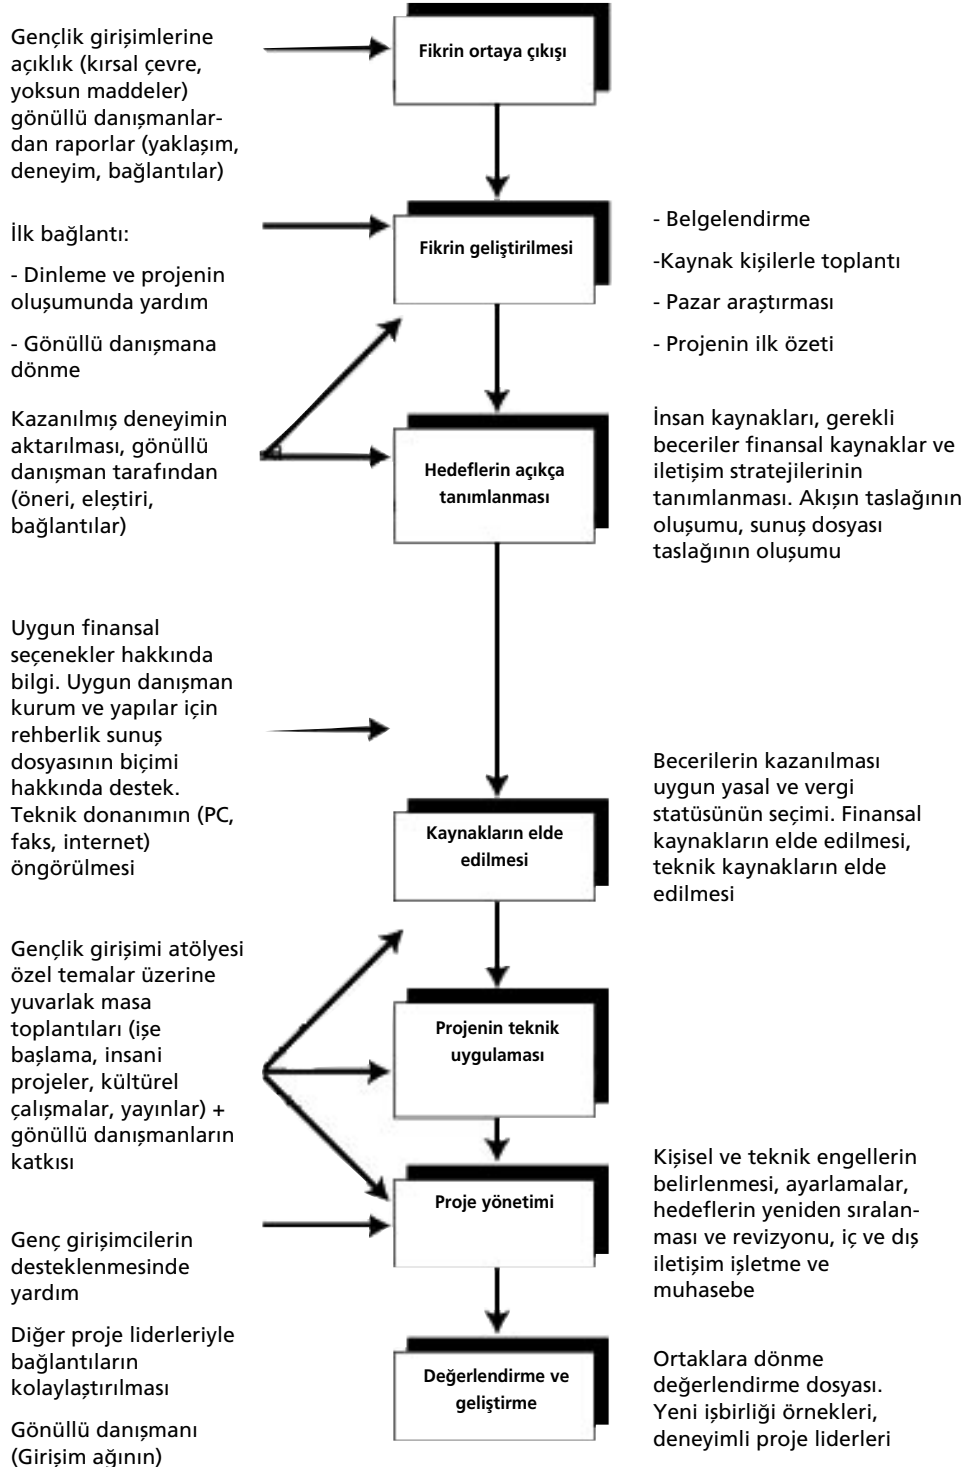 Gençlik girişimlerine
açıklık (kırsal çevre,
yoksun maddeler)
gönüllü danışmanlar-
dan raporlar (yaklaşım,
deneyim, bağlantılar)
Fikrin ortaya çıkışı
İlk bağlantı:
- Dinleme ve projenin
oluşumunda yardım
- Gönüllü danışmana
dönme
Fikrin geliştirilmesi
- Belgelendirme
-Kaynak kişilerle toplantı
- Pazar araştırması
- Projenin ilk özeti
Kazanılmış deneyimin
aktarılması, gönüllü
danışman tarafından
(öneri, eleştiri,
bağlantılar)
Hedeflerin açıkça
tanımlanması
İnsan kaynakları, gerekli
beceriler finansal kaynaklar ve
iletişim stratejilerinin
tanımlanması. Akışın taslağının
oluşumu, sunuş dosyası
taslağının oluşumu
Uygun finansal
seçenekler hakkında
bilgi. Uygun danışman
kurum ve yapılar için
rehberlik sunuş
dosyasının biçimi
hakkında destek.
Teknik donanımın (PC,
faks, internet)
öngörülmesi
Kaynakların elde
edilmesi
Becerilerin kazanılması
uygun yasal ve vergi
statüsünün seçimi. Finansal
kaynakların elde edilmesi,
teknik kaynakların elde
edilmesi
Gençlik girişimi atölyesi
özel temalar üzerine
yuvarlak masa
toplantıları (işe
başlama, insani
projeler, kültürel
çalışmalar, yayınlar) +
gönüllü danışmanların
katkısı
Projenin teknik
uygulaması
Proje yönetimi
Kişisel ve teknik engellerin
belirlenmesi, ayarlamalar,
hedeflerin yeniden sıralan-
ması ve revizyonu, iç ve dış
iletişim işletme ve
muhasebe
Genç girişimcilerin
desteklenmesinde
yardım
Diğer proje liderleriyle
bağlantıların
kolaylaştırılması
Gönüllü danışmanı
(Girişim ağının)
Değerlendirme ve
geliştirme
Ortaklara dönme
değerlendirme dosyası.
Yeni işbirliği örnekleri,
deneyimli proje liderleri